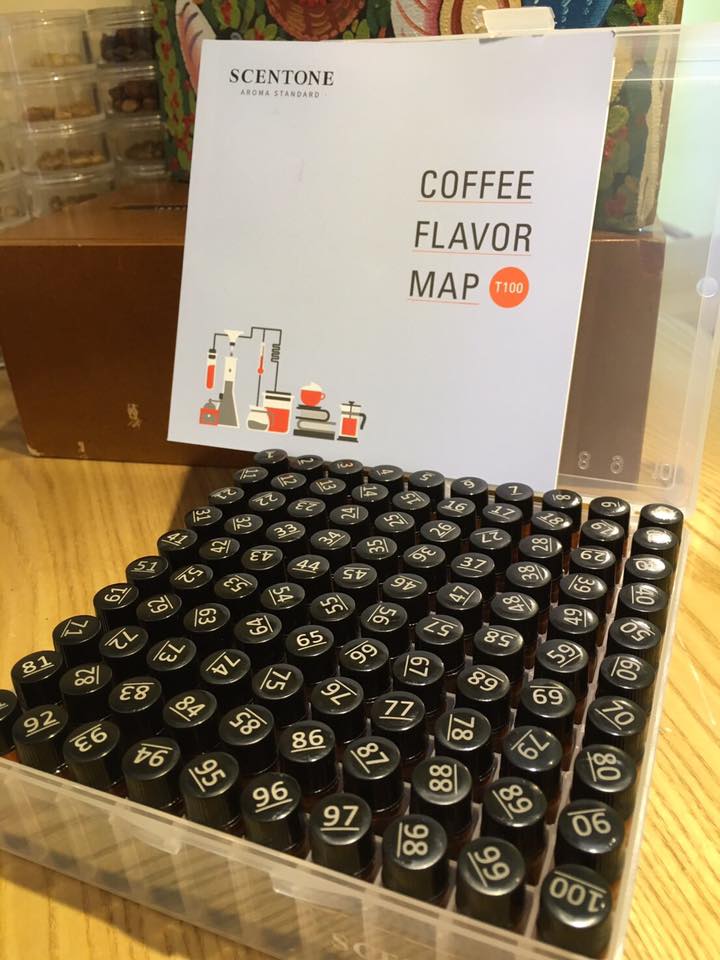 SCENTONE
AROMA STANDARD
COFFEE
FLAVOR
MAP T100
1 2 3 4 5 6 7 8 9
11 12 13 14 15 16 17 18 19
21 22 23 24 25 26 27 28 29 30
31 32 33 34 35 36 37 38 39 40
41 42 43 44 45 46 47 48 49 50
51 52 53 54 55 56 57 58 59 60
61 62 63 64 65 66 67 68 69 70
71 72 73 74 75 76 77 78 79 80
81 82 83 84 85 86 87 88 89 90
92 93 94 95 96 97 98 99 100